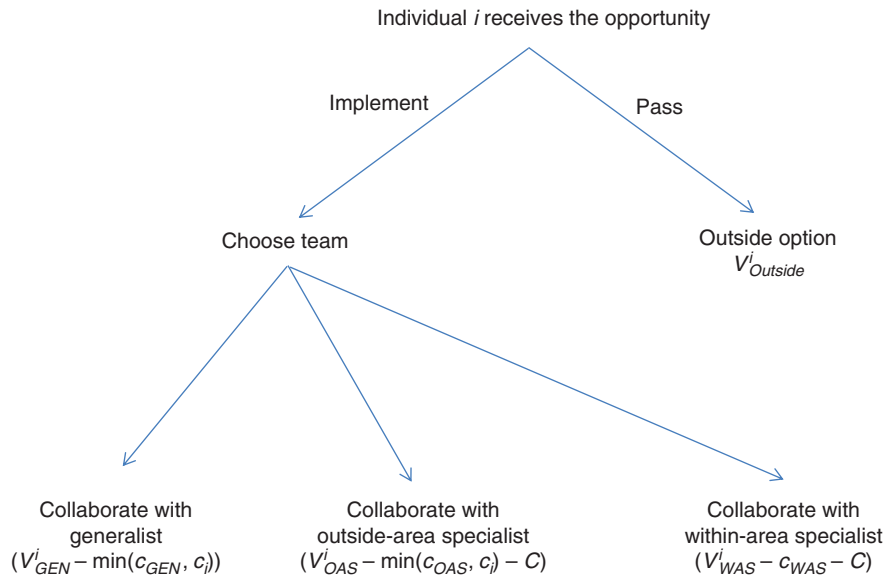 Individual i receives the opportunity
Implement
Pass
Choose team
Outside option
V^i_Outside
Collaborate with
generalist
(V^i_GEN – min(c_GEN, c_i))
Collaborate with
outside-area specialist
(V^i_OAS – min(c_OAS, c_i) – C)
Collaborate with
within-area specialist
(V^i_WAS – c_WAS – C)